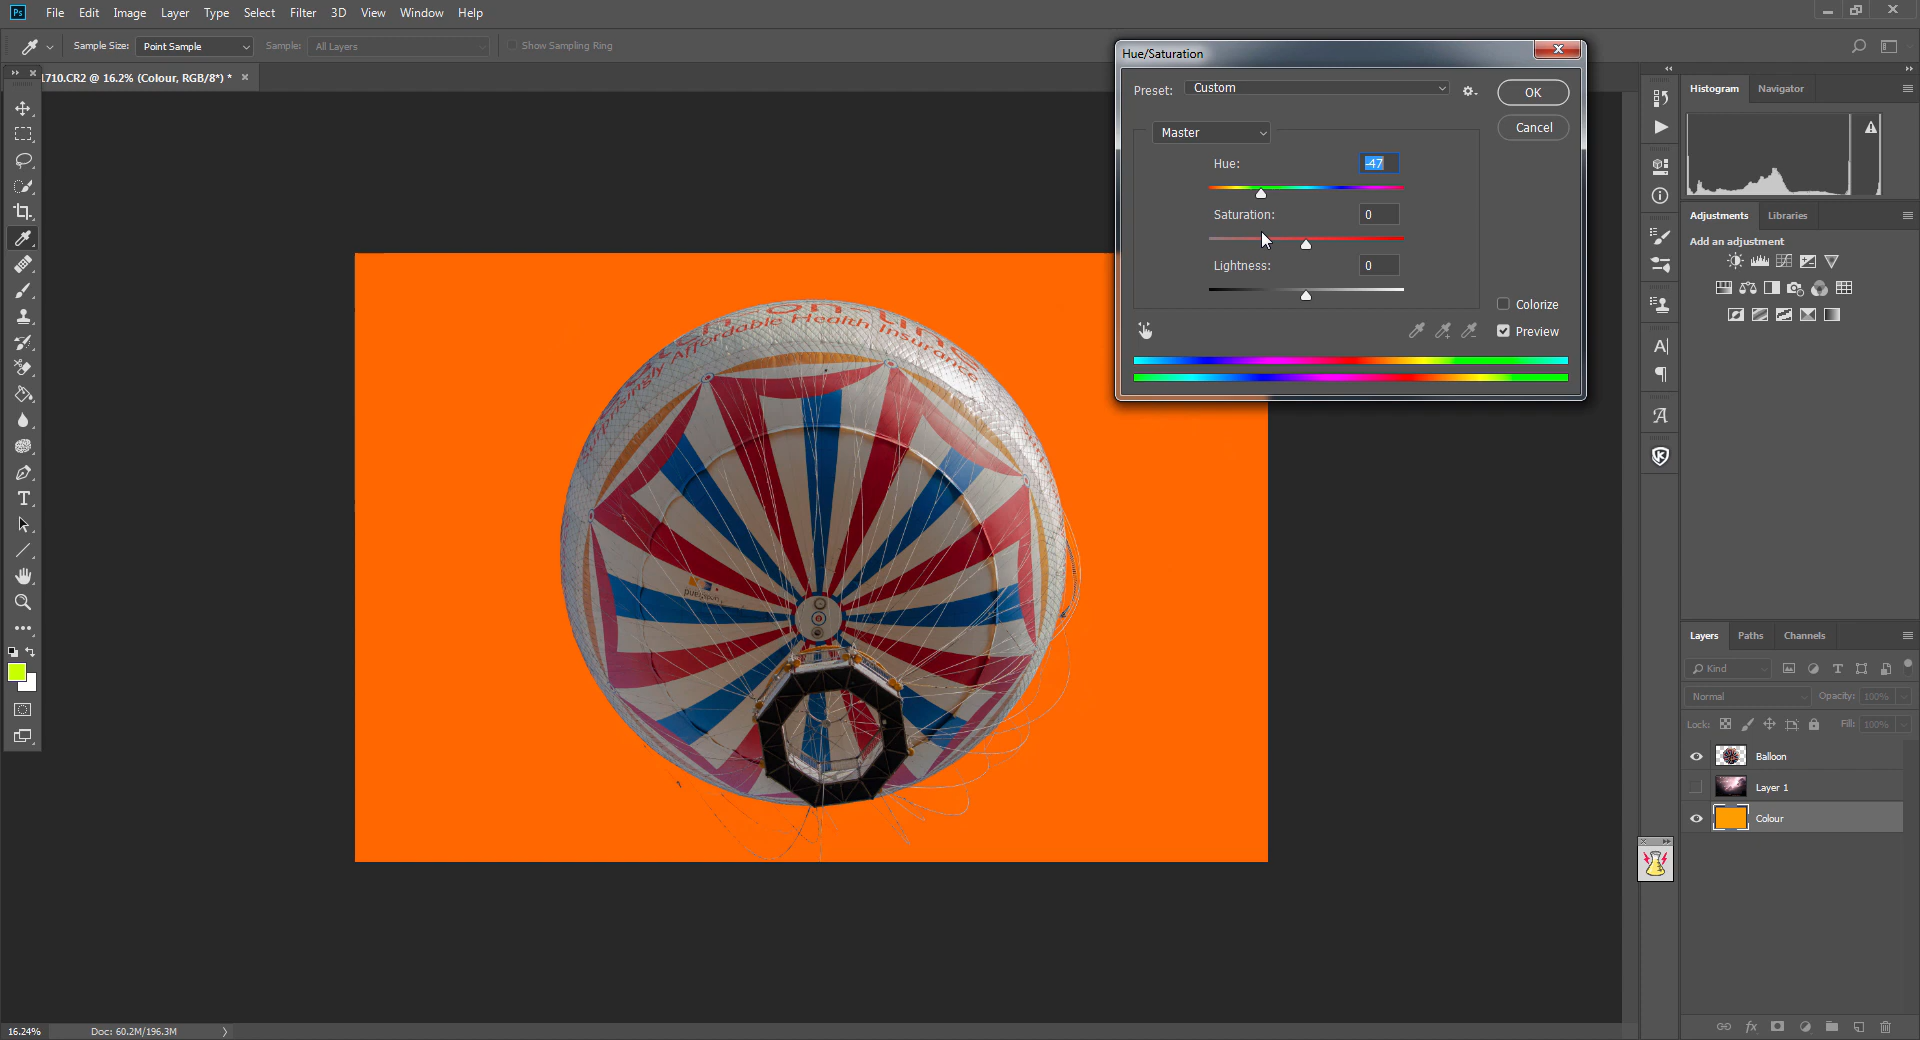 Ps File Edit Image Layer Type Select Filter 3D View Window Help
Sample Size: Point Sample Sample: All Layers Show Sampling Ring
1710.CR2 @ 16.2% (Colour, RGB/8*) *
Hue/Saturation
Preset: Custom
OK
Cancel
Master
Hue: -47
Saturation: 0
Lightness: 0
Colorize
Preview
Histogram Navigator
Adjustments Libraries
Add an adjustment
on-time
Affordable Health Insurance
Layers Paths Channels
Kind
Normal Opacity: 100%
Lock: Fill: 100%
Balloon
Layer 1
Colour
16.24% Doc: 60.2M/196.3M